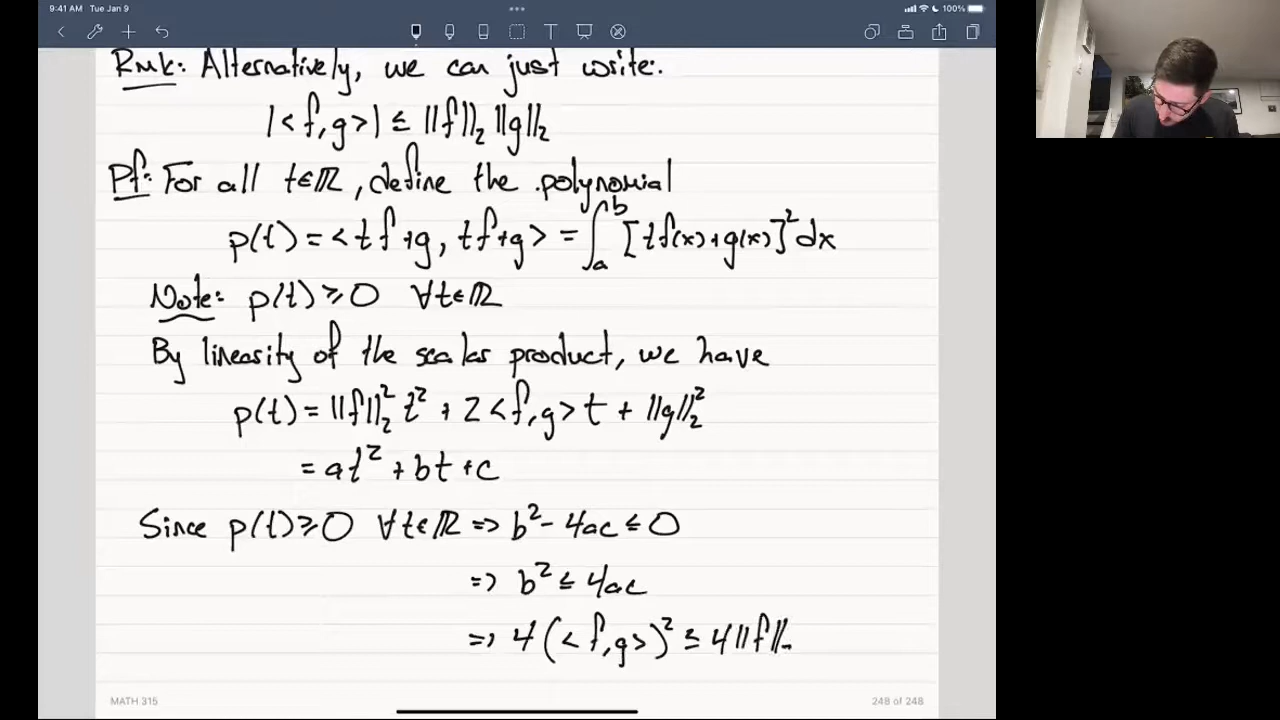 9:41 AM Tue Jan 9
100%
Rmk: Alternatively, we can just write:
|<f,g>| ≤ ||f||₂ ||g||₂
Pf: For all t∈ℝ, define the polynomial
p(t) = <tf+g, tf+g> = ∫ₐᵇ [tf(x)+g(x)]² dx
Note: p(t) ≥ 0 ∀t∈ℝ
By linearity of the scalar product, we have
p(t) = ||f||₂² t² + 2<f,g>t + ||g||₂²
= at² + bt + c
Since p(t) ≥ 0 ∀t∈ℝ => b² - 4ac ≤ 0
=> b² ≤ 4ac
=> 4(<f,g>)² ≤ 4||f||
MATH 315
248 of 248